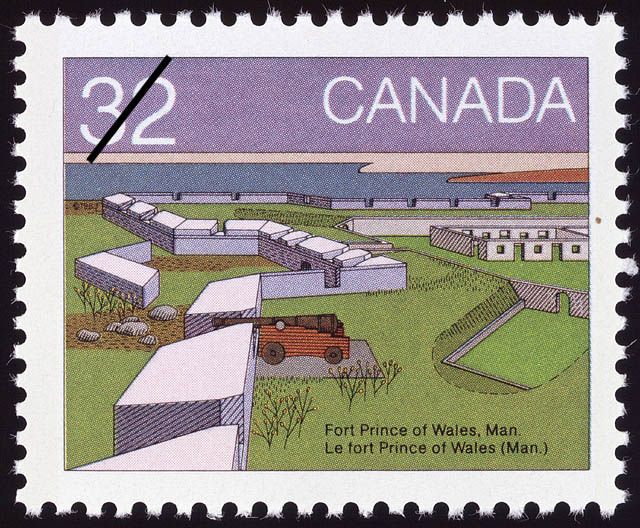 32 CANADA
Fort Prince of Wales, Man.
Le fort Prince of Wales (Man.)